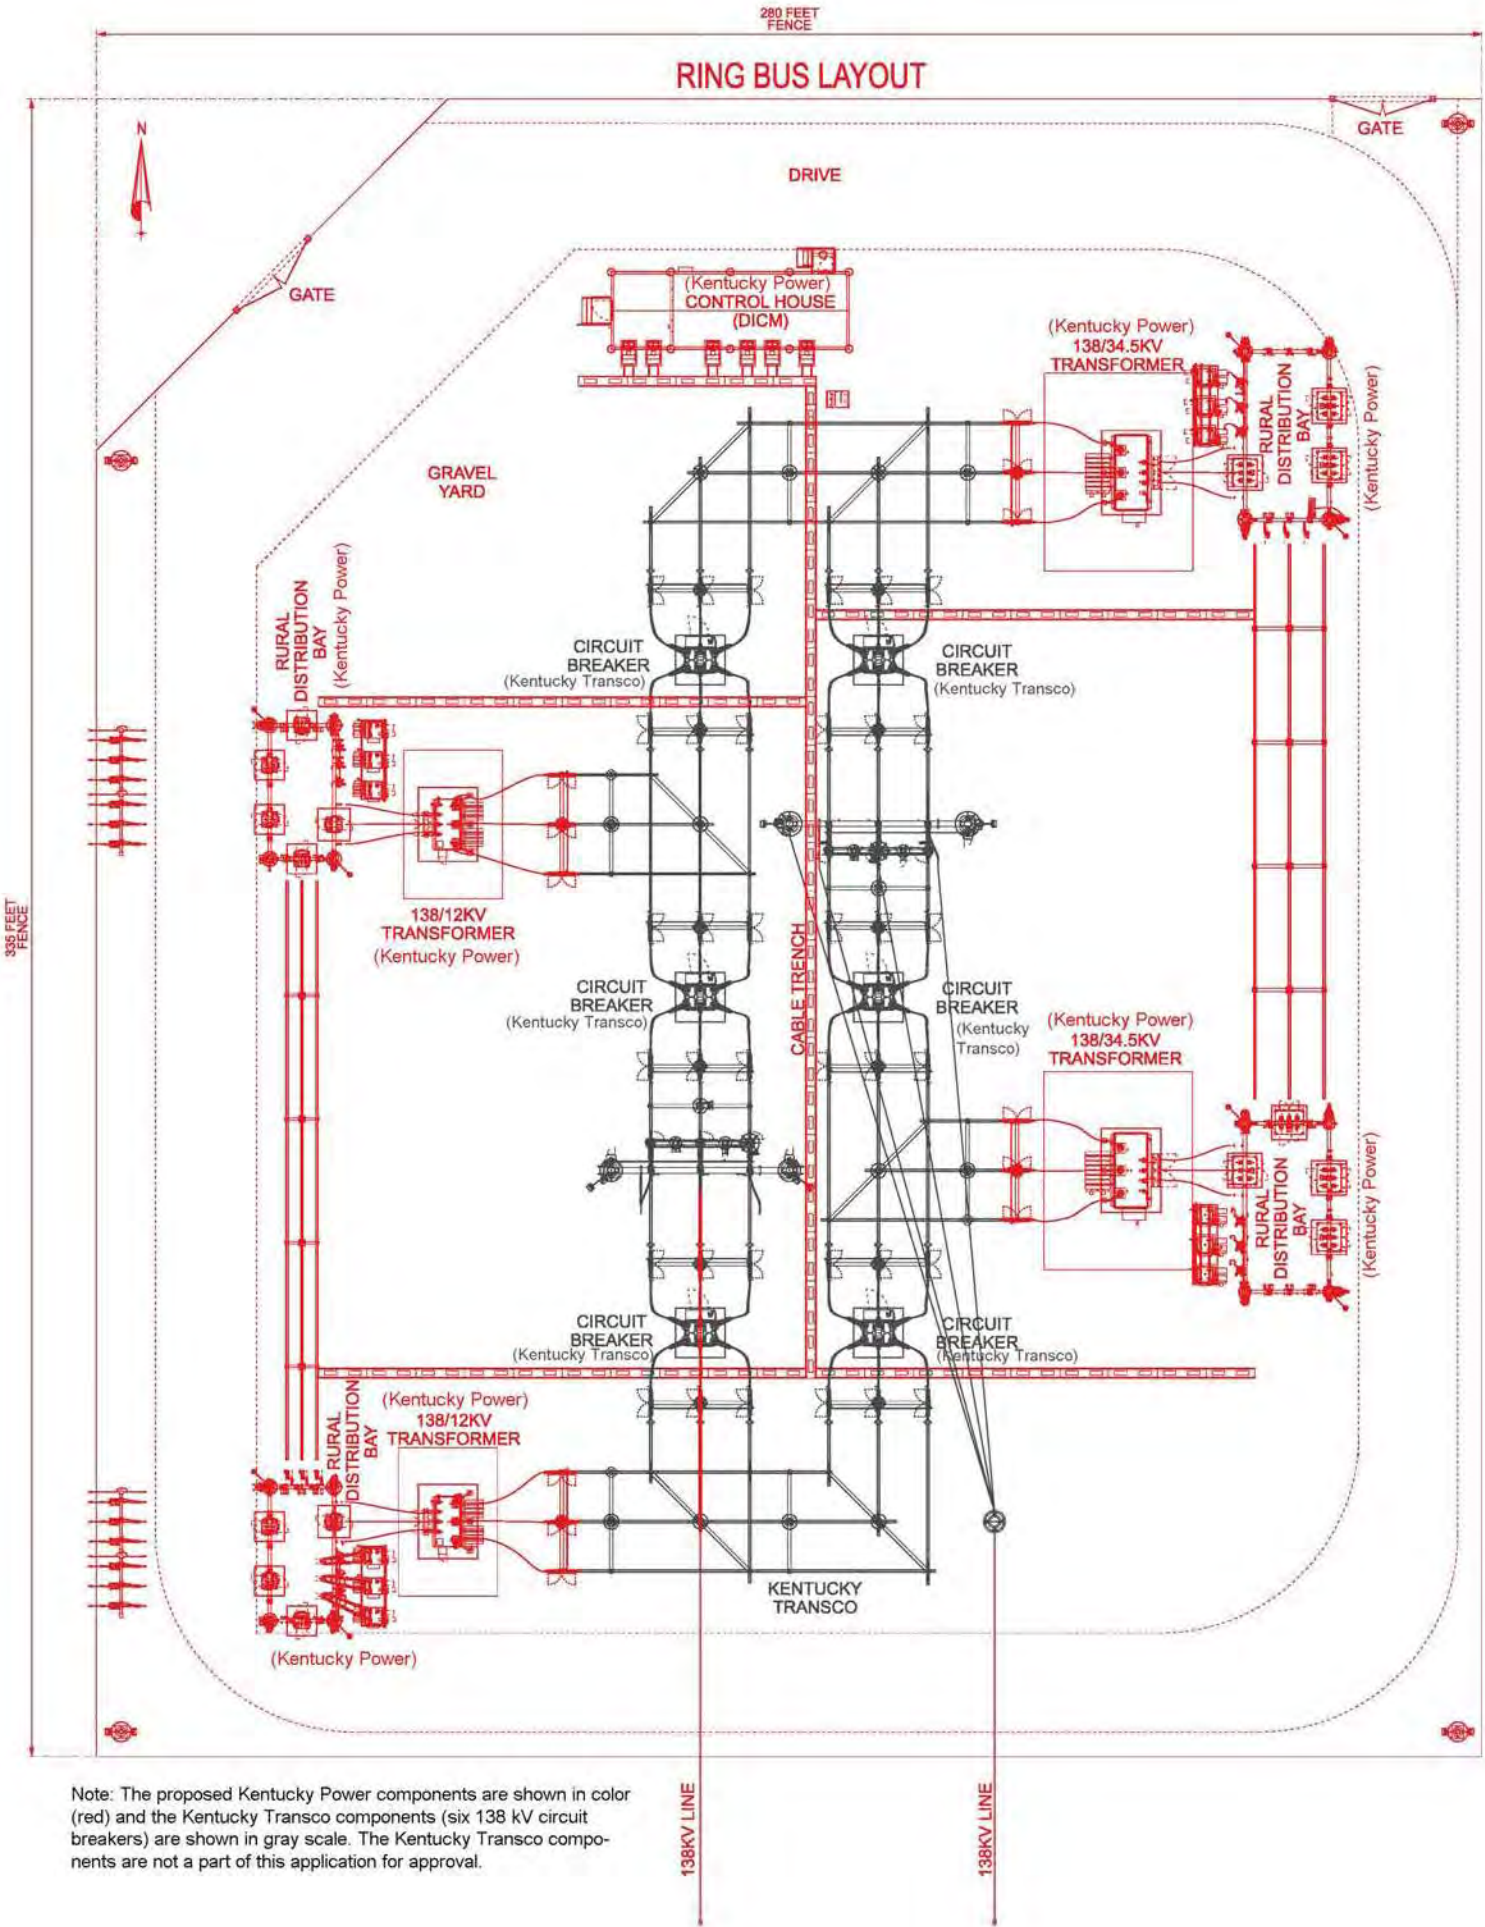 280 FEET
FENCE
RING BUS LAYOUT
N
GATE
DRIVE
GATE
(Kentucky Power)
CONTROL HOUSE
(DICM)
(Kentucky Power)
138/34.5KV
TRANSFORMER
RURAL
DISTRIBUTION
BAY
(Kentucky Power)
GRAVEL
YARD
RURAL
DISTRIBUTION
BAY
(Kentucky Power)
CIRCUIT
BREAKER
(Kentucky Transco)
CIRCUIT
BREAKER
(Kentucky Transco)
335 FEET
FENCE
138/12KV
TRANSFORMER
(Kentucky Power)
CABLE TRENCH
CIRCUIT
BREAKER
(Kentucky Transco)
CIRCUIT
BREAKER
(Kentucky
Transco)
(Kentucky Power)
138/34.5KV
TRANSFORMER
RURAL
DISTRIBUTION
BAY
(Kentucky Power)
CIRCUIT
BREAKER
(Kentucky Transco)
CIRCUIT
BREAKER
(Kentucky Transco)
RURAL
DISTRIBUTION
BAY
(Kentucky Power)
138/12KV
TRANSFORMER
KENTUCKY
TRANSCO
(Kentucky Power)
138KV LINE
138KV LINE
Note: The proposed Kentucky Power components are shown in color
(red) and the Kentucky Transco components (six 138 kV circuit
breakers) are shown in gray scale. The Kentucky Transco compo-
nents are not a part of this application for approval.